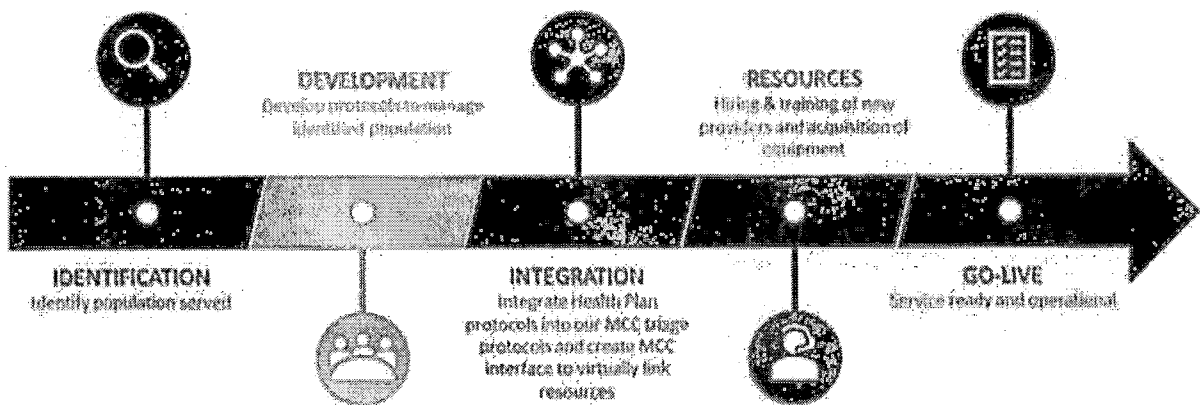 IDENTIFICATION
Identify population served
DEVELOPMENT
Develop protocols to manage
identified population
INTEGRATION
Integrate Health Plan
protocols into our MCC triage
protocols and create MCC
interface to virtually link
resources
RESOURCES
Hiring & training of new
providers and acquisition of
equipment
GO-LIVE
Service ready and operational